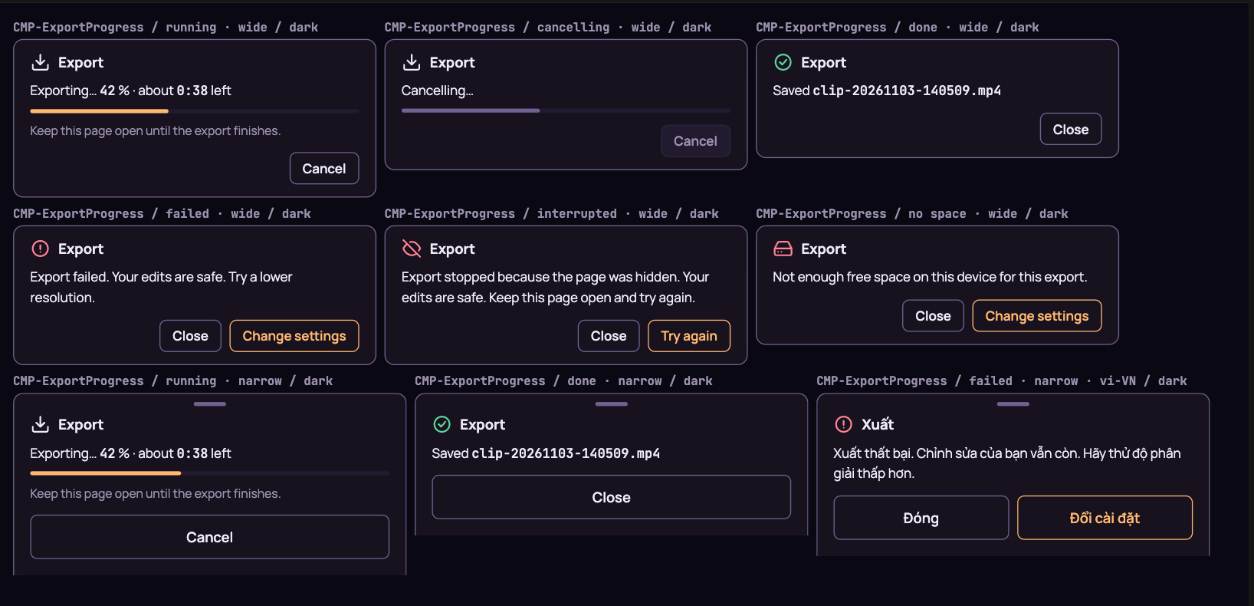 CMP-ExportProgress / running · wide / dark
Export
Exporting… 42 % · about 0:38 left
Keep this page open until the export finishes.
Cancel
CMP-ExportProgress / cancelling · wide / dark
Export
Cancelling…
Cancel
CMP-ExportProgress / done · wide / dark
Export
Saved clip-20261103-140509.mp4
Close
CMP-ExportProgress / failed · wide / dark
Export
Export failed. Your edits are safe. Try a lower
resolution.
Close
Change settings
CMP-ExportProgress / interrupted · wide / dark
Export
Export stopped because the page was hidden. Your
edits are safe. Keep this page open and try again.
Close
Try again
CMP-ExportProgress / no space · wide / dark
Export
Not enough free space on this device for this export.
Close
Change settings
CMP-ExportProgress / running · narrow / dark
Export
Exporting… 42 % · about 0:38 left
Keep this page open until the export finishes.
Cancel
CMP-ExportProgress / done · narrow / dark
Export
Saved clip-20261103-140509.mp4
Close
CMP-ExportProgress / failed · narrow · vi-VN / dark
Xuất
Xuất thất bại. Chỉnh sửa của bạn vẫn còn. Hãy thử độ phân
giải thấp hơn.
Đóng
Đổi cài đặt